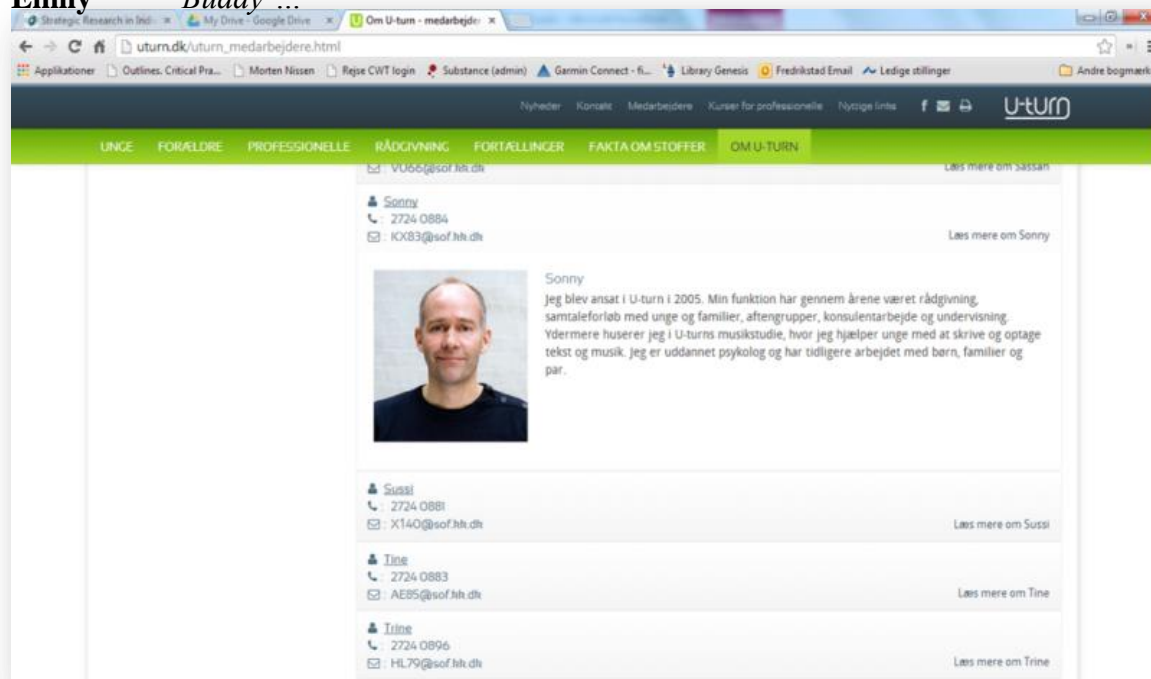 Emmy Buddy ...
Strategic Research in Indi
My Drive - Google Drive
Om U-turn - medarbejder
uturn.dk/uturn_medarbejdere.html
Applikationer Outlines. Critical Pra... Morten Nissen Rejse CWT login Substance (admin) Garmin Connect - fi... Library Genesis Fredrikstad Email Ledige stillinger Andre bogmærk
Nyheder Kontakt Medarbejdere Kurser for professionelle Nyttige links U-turn
UNGE FORÆLDRE PROFESSIONELLE RÅDGIVNING FORTÆLLINGER FAKTA OM STOFFER OM U-TURN
VU66@sof.kk.dk Læs mere om Sassan
Sonny
: 2724 0884
: KX83@sof.kk.dk Læs mere om Sonny
Sonny
Jeg blev ansat i U-turn i 2005. Min funktion har gennem årene været rådgivning,
samtaleforløb med unge og familier, aftengrupper, konsulentarbejde og undervisning.
Ydermere huserer jeg i U-turns musikstudie, hvor jeg hjælper unge med at skrive og optage
tekst og musik. Jeg er uddannet psykolog og har tidligere arbejdet med børn, familier og
par.
Sussi
: 2724 0881
: X140@sof.kk.dk Læs mere om Sussi
Tine
: 2724 0883
: AE85@sof.kk.dk Læs mere om Tine
Trine
: 2724 0896
: HL79@sof.kk.dk Læs mere om Trine